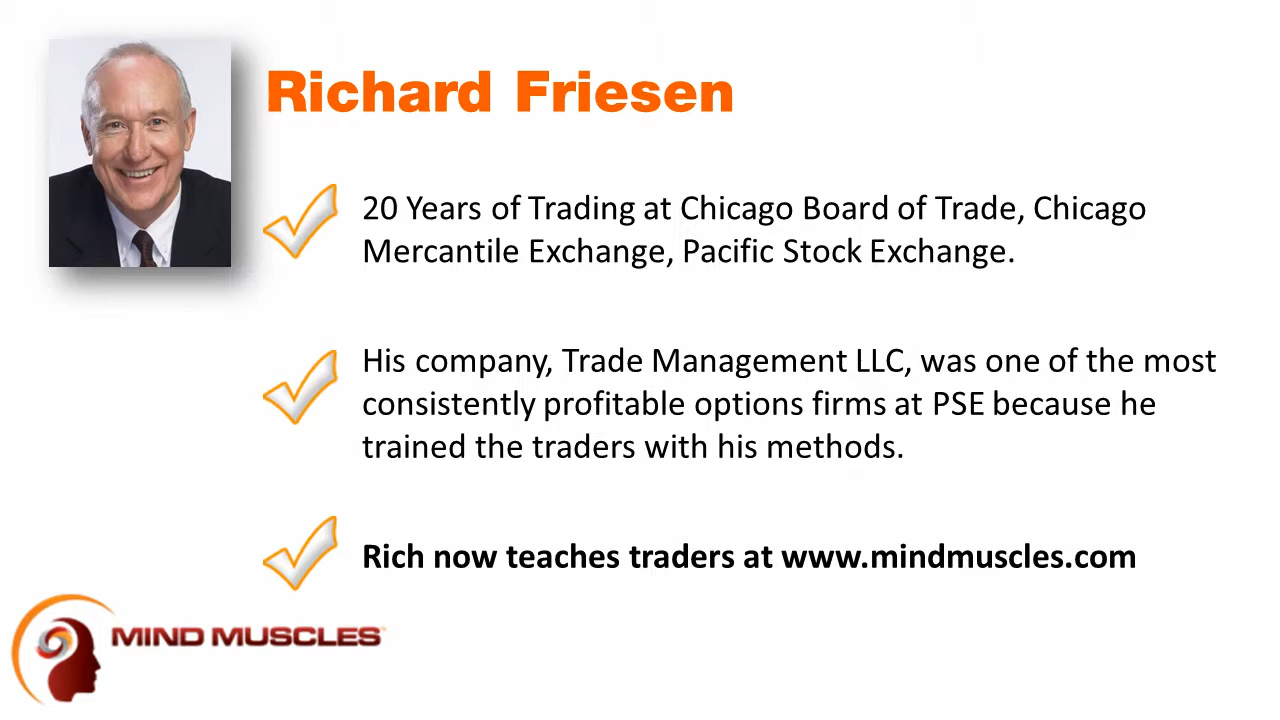 Richard Friesen
20 Years of Trading at Chicago Board of Trade, Chicago
Mercantile Exchange, Pacific Stock Exchange.
His company, Trade Management LLC, was one of the most
consistently profitable options firms at PSE because he
trained the traders with his methods.
Rich now teaches traders at www.mindmuscles.com
MIND MUSCLES™